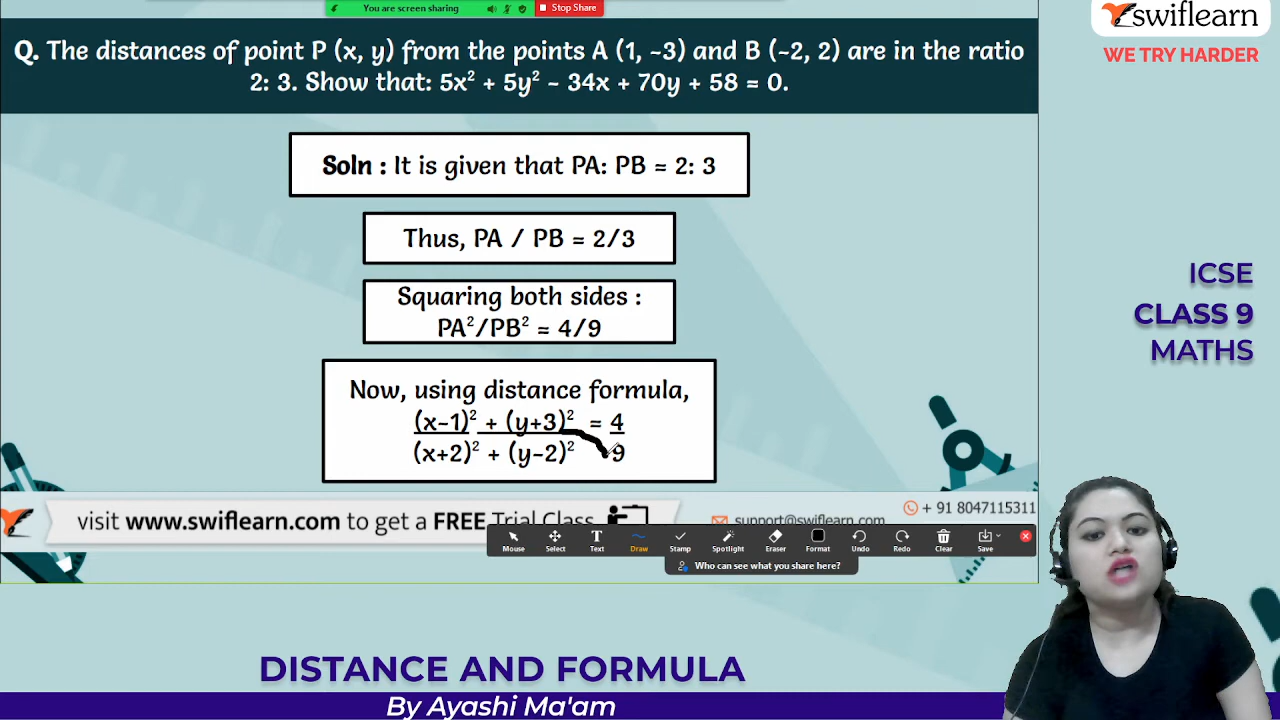 You are screen sharing
Stop Share
swiflearn
WE TRY HARDER
Q. The distances of point P (x, y) from the points A (1, -3) and B (-2, 2) are in the ratio
2: 3. Show that: 5x² + 5y² - 34x + 70y + 58 = 0.
Soln : It is given that PA: PB = 2: 3
Thus, PA / PB = 2/3
Squaring both sides :
PA²/PB² = 4/9
Now, using distance formula,
(x-1)² + (y+3)² = 4
(x+2)² + (y-2)² 9
ICSE
CLASS 9
MATHS
visit www.swiflearn.com to get a FREE Trial Class
support@swiflearn.com
+ 91 8047115311
Mouse Select Text Draw Stamp Spotlight Eraser Format Undo Redo Clear Save
Who can see what you share here?
DISTANCE AND FORMULA
By Ayashi Ma'am